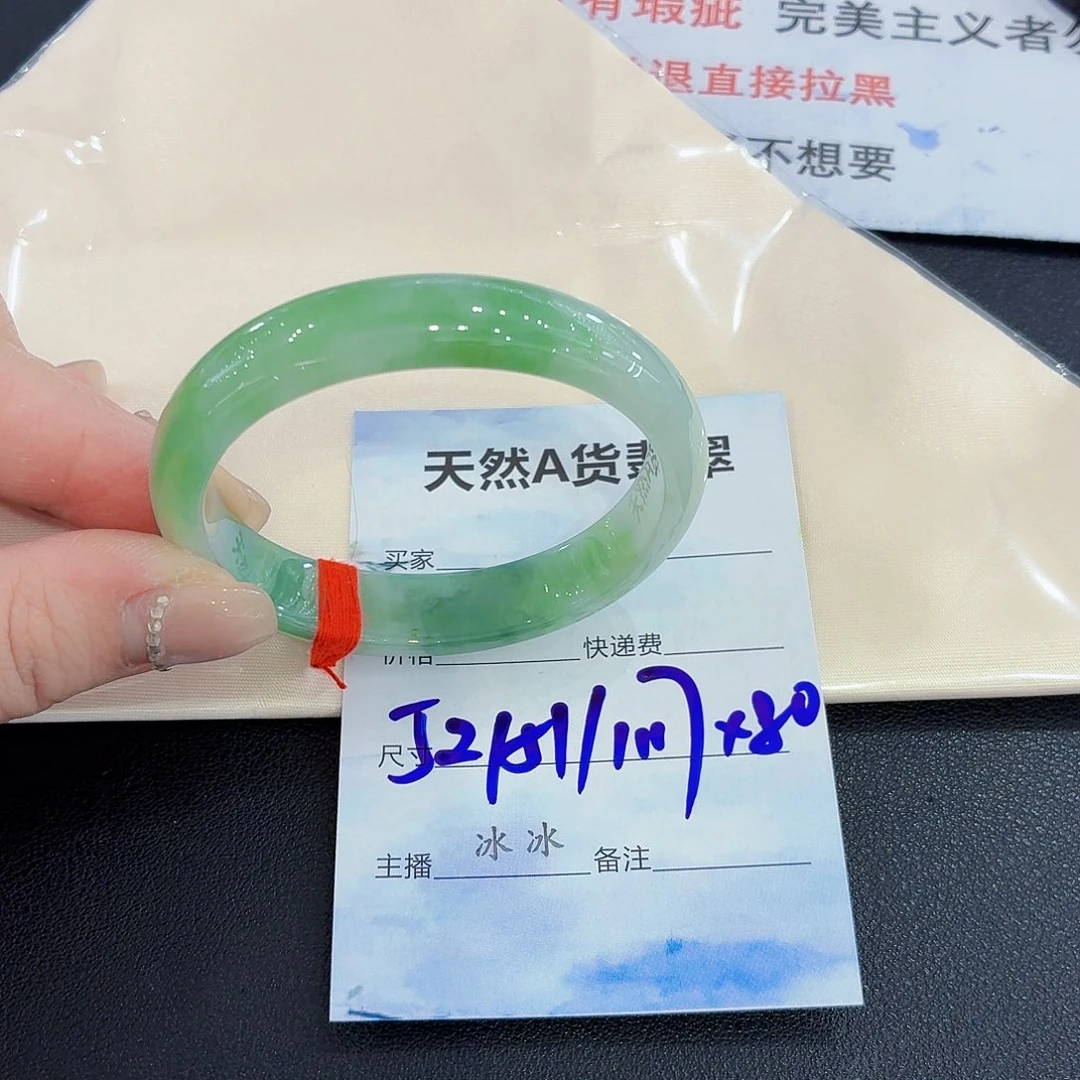 有瑕疵 完美主义者
退直接拉黑
不想要
天然A货翡翠
买家
价格 快递费
尺寸
主播 冰冰 备注